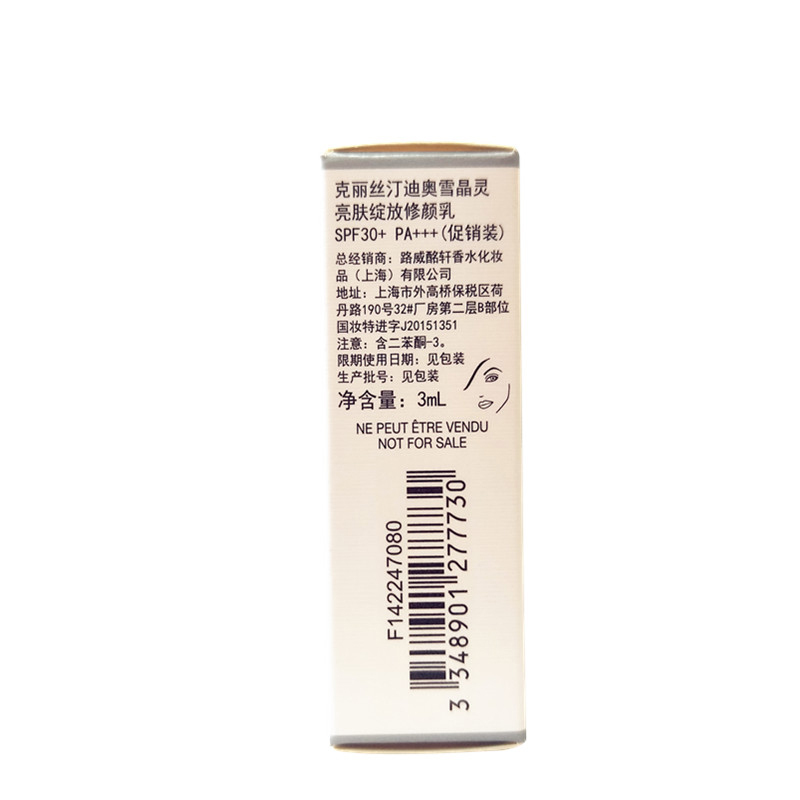 克丽丝汀迪奥雪晶灵
亮肤绽放修颜乳
SPF30+ PA+++(促销装)
总经销商：路威酩轩香水化妆
品（上海）有限公司
地址：上海市外高桥保税区荷
丹路190号32#厂房第二层B部位
国妆特进字J20151351
注意：含二苯酮-3。
限期使用日期：见包装
生产批号：见包装
净含量：3mL
NE PEUT ÊTRE VENDU
NOT FOR SALE
F142247080
3 348901 277730